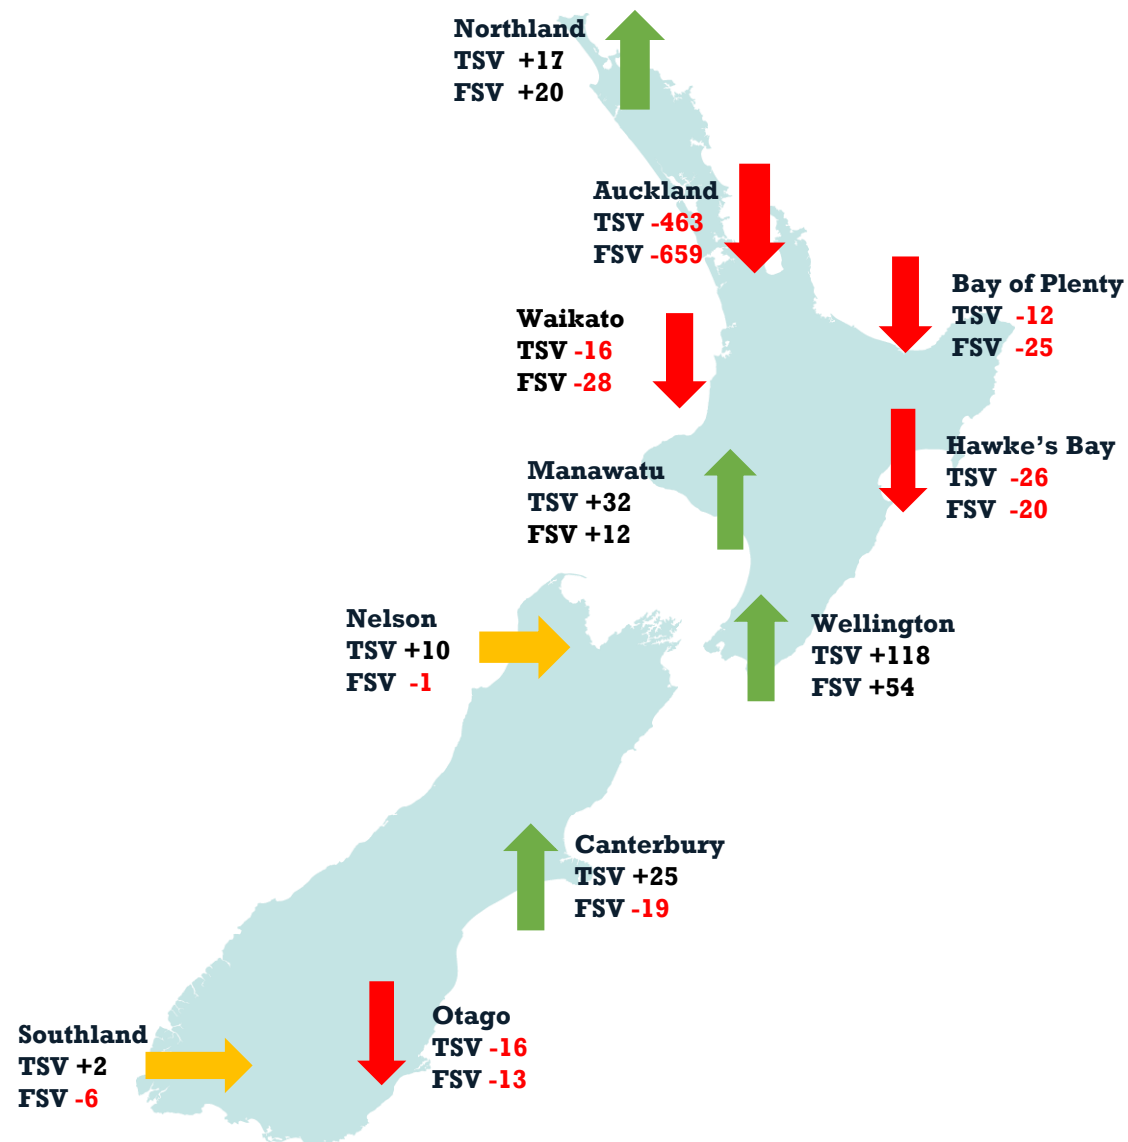 Northland
TSV +17
FSV +20
Auckland
TSV -463
FSV -659
Bay of Plenty
TSV -12
FSV -25
Waikato
TSV -16
FSV -28
Hawke’s Bay
TSV -26
FSV -20
Manawatu
TSV +32
FSV +12
Nelson
TSV +10
FSV -1
Wellington
TSV +118
FSV +54
Canterbury
TSV +25
FSV -19
Otago
TSV -16
FSV -13
Southland
TSV +2
FSV -6